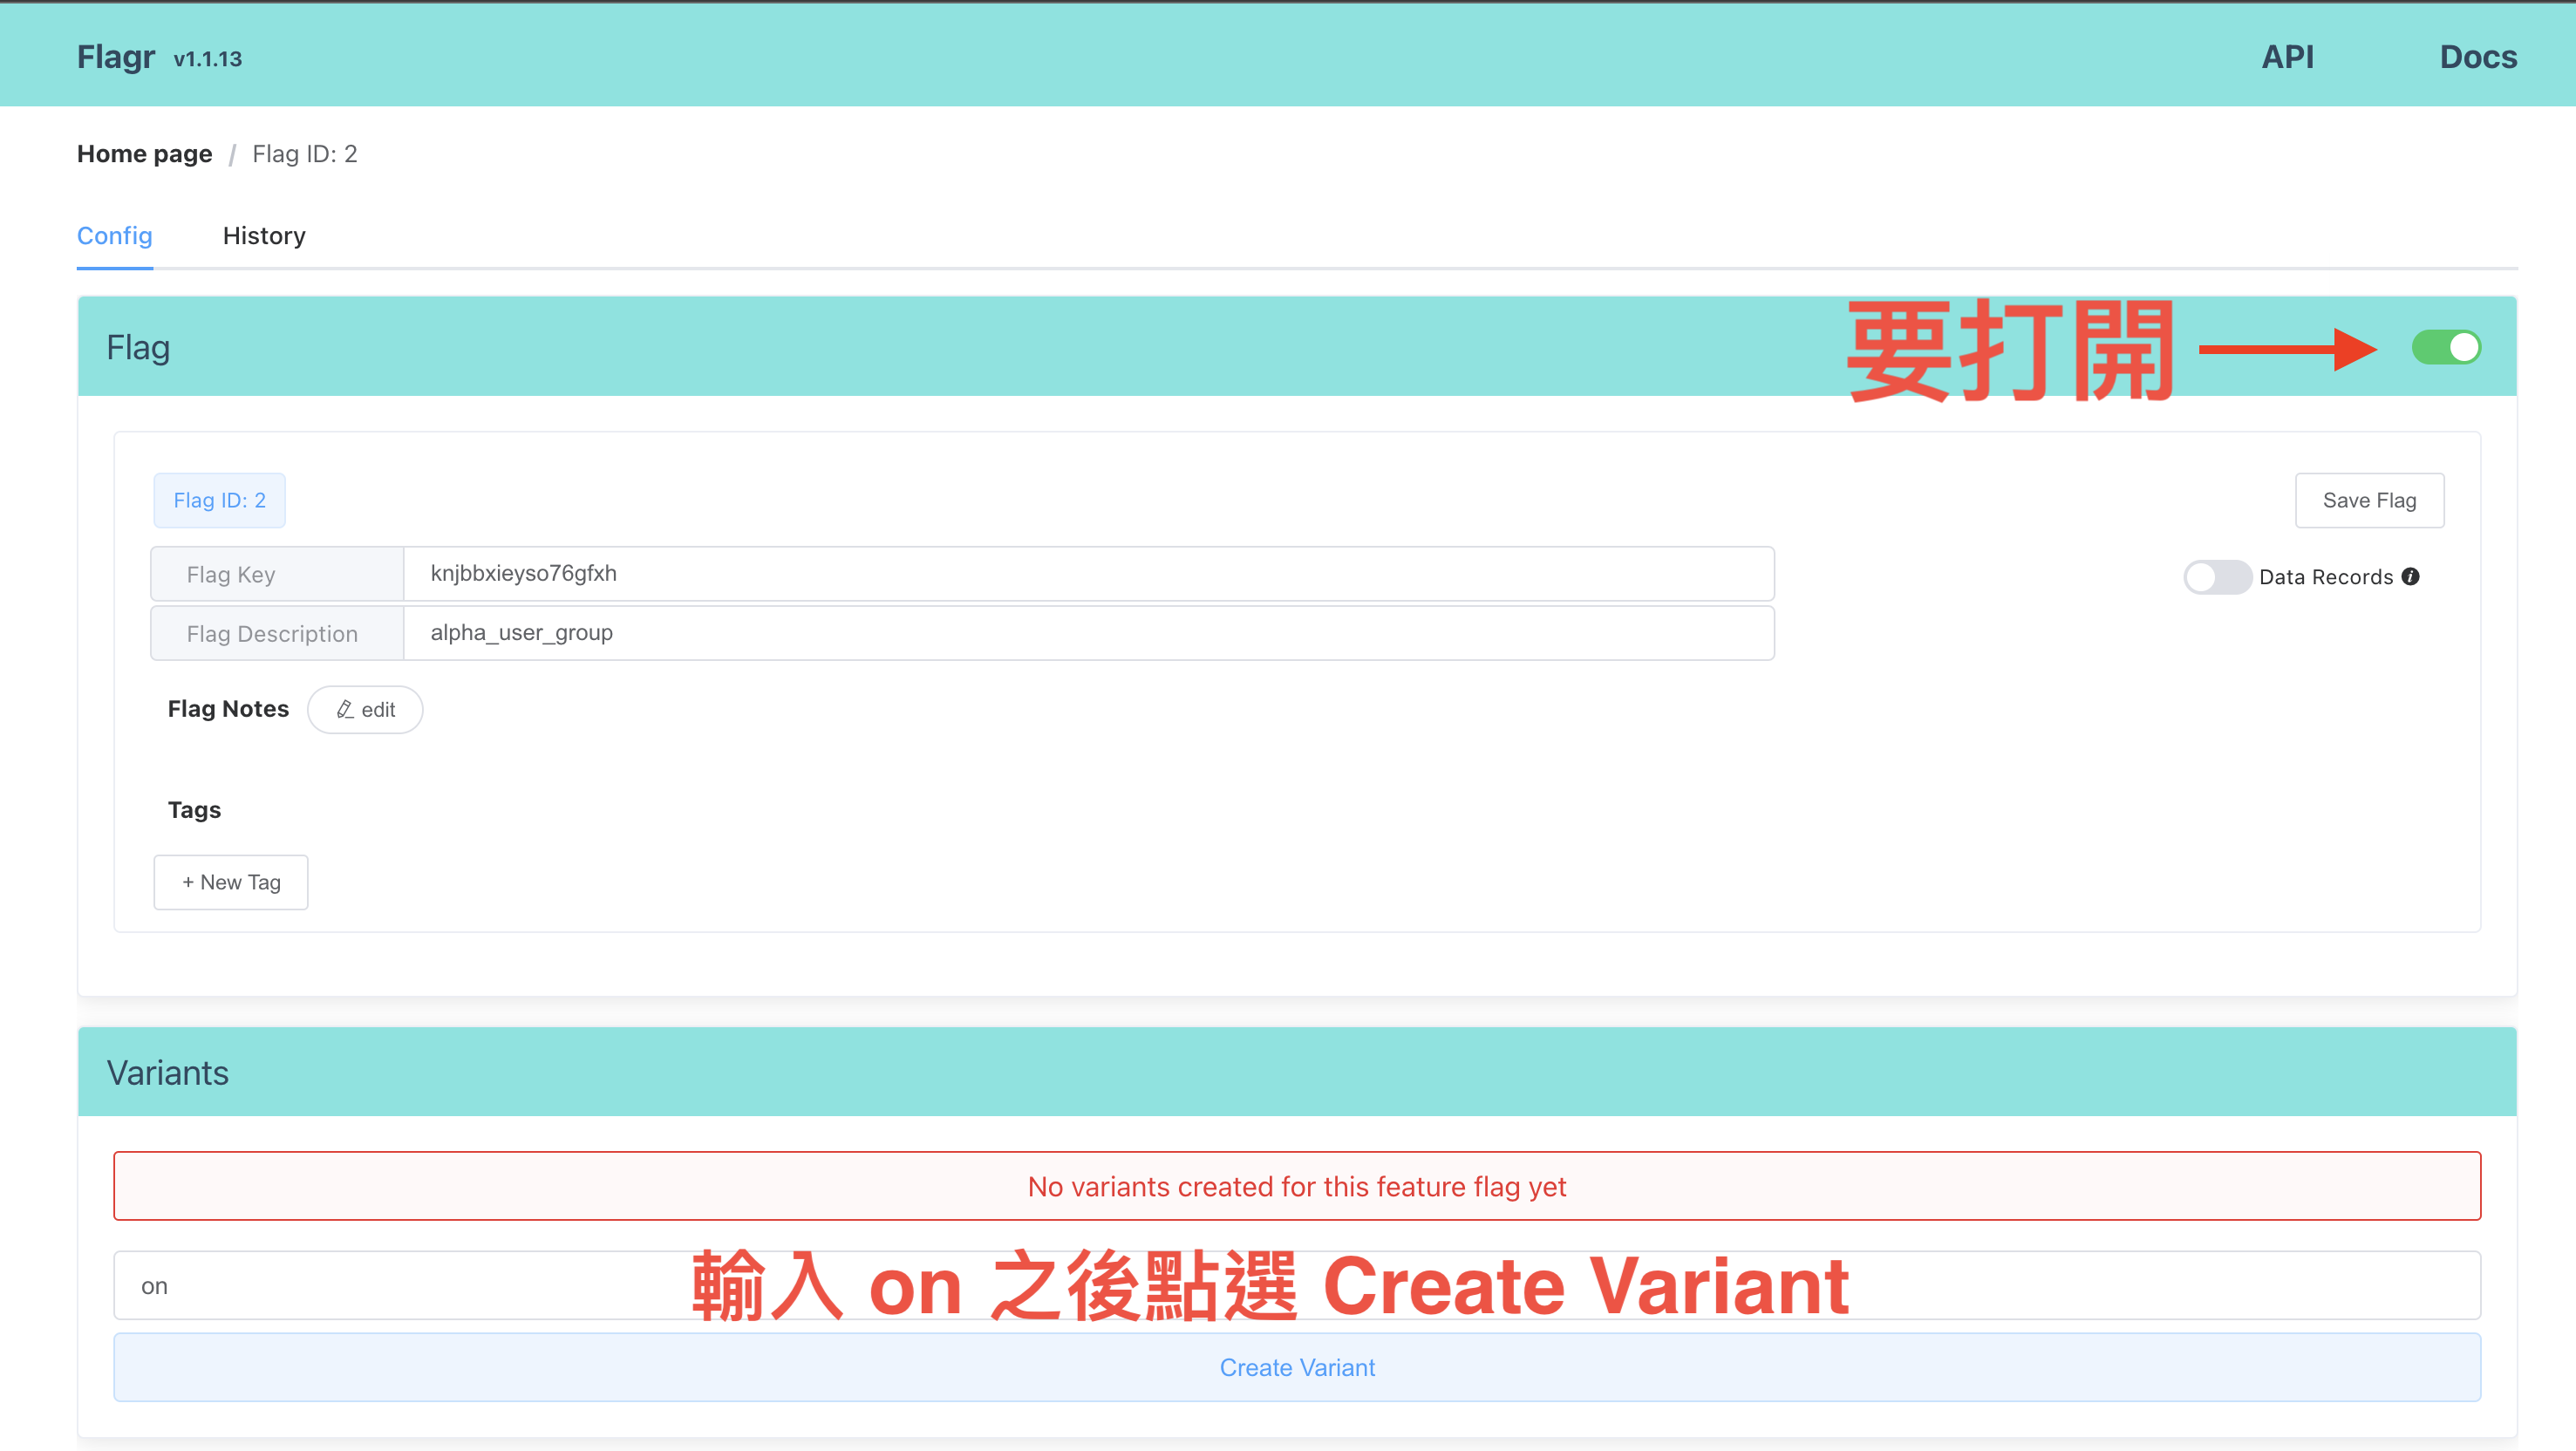 Flagr v1.1.13 API Docs
Home page / Flag ID: 2
Config History
Flag 要打開
Flag ID: 2 Save Flag
Flag Key knjbbxieyso76gfxh Data Records
Flag Description alpha_user_group
Flag Notes edit
Tags
+ New Tag
Variants
No variants created for this feature flag yet
on 輸入 on 之後點選 Create Variant
Create Variant